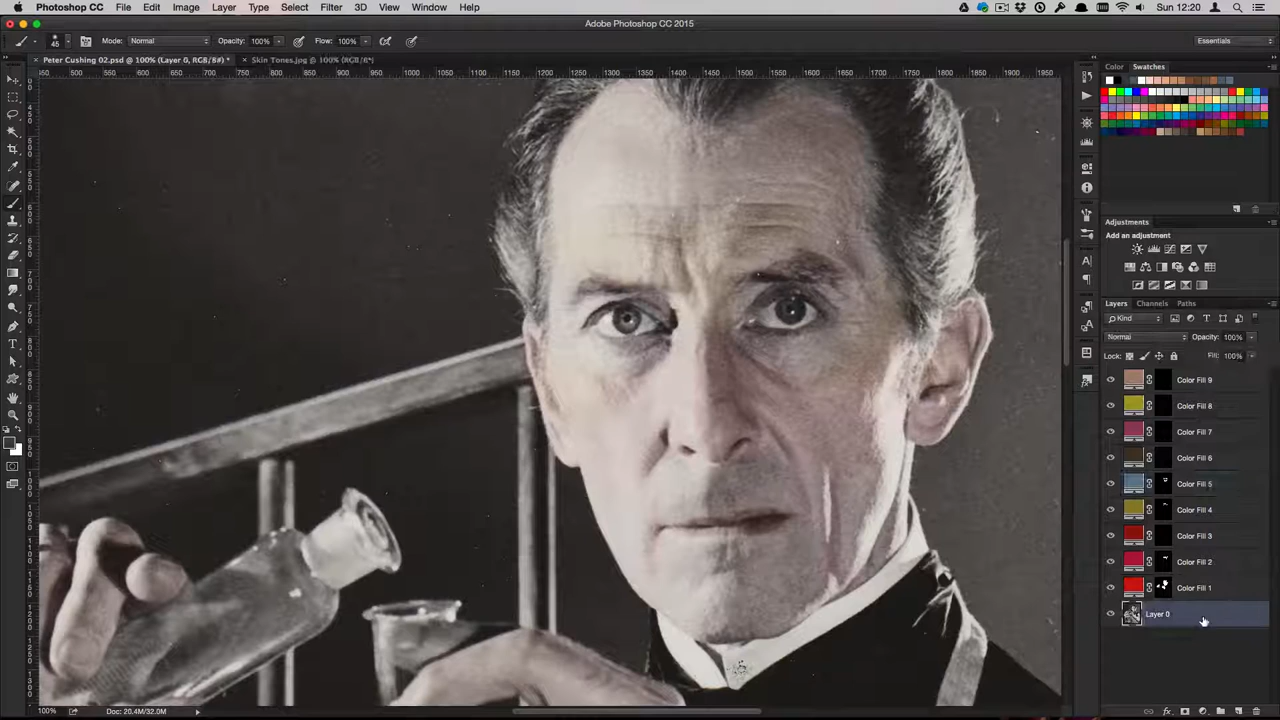 Photoshop CC File Edit Image Layer Type Select Filter 3D View Window Help Sun 12:20
Adobe Photoshop CC 2015
45 Mode: Normal Opacity: 100% Flow: 100% Essentials
Peter Cushing 02.psd @ 100% (Layer 0, RGB/8#) * Skin Tones.jpg @ 100% (RGB/8*)
Color Swatches
Adjustments
Add an adjustment
Layers Channels Paths
Kind
Normal Opacity: 100%
Lock: Fill: 100%
Color Fill 9
Color Fill 8
Color Fill 7
Color Fill 6
Color Fill 5
Color Fill 4
Color Fill 3
Color Fill 2
Color Fill 1
Layer 0
100% Doc: 20.4M/32.0M